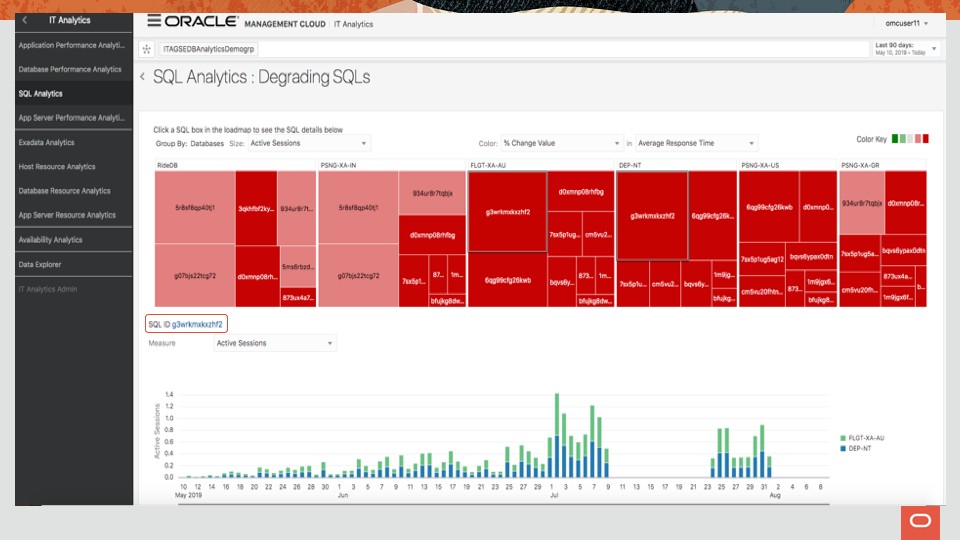 IT Analytics
Application Performance Analyti...
Database Performance Analytics
SQL Analytics
App Server Performance Analyti...
Exadata Analytics
Host Resource Analytics
Database Resource Analytics
App Server Resource Analytics
Availability Analytics
Data Explorer
IT Analytics Admin
ORACLE MANAGEMENT CLOUD | IT Analytics
omcuser11
ITAGSEDBAnalyticsDemogrp
Last 90 days:
May 10, 2019 - Today
SQL Analytics : Degrading SQLs
Click a SQL box in the loadmap to see the SQL details below
Group By: Databases Size: Active Sessions
Color: % Change Value in Average Response Time
Color Key
RideDB
5r8sf8qp40tj1
3qkhfbf2ky...
934ur8r7t...
g07bjs22tcg72
d0xmnp08rh...
5ms6rbzd...
873ux4a7...
PSNG-XA-IN
5r8sf8qp40tj1
934ur8r7tqbjx
d0xmnp08rhfbg
g07bjs22tcg72
7sx5p1...
87...
1m...
bfujkg8dw...
FLGT-XA-AU
g3wrkmxkxzhf2
d0xmnp08rhfbg
7sx5p1ug...
cm5vu2...
6qg99cfg26kwb
bqvs6y...
873...
1m...
bfujkg8dw...
DEP-NT
g3wrkmxkxzhf2
6qg99cfg26k...
7sx5p1u...
cm5vu2...
bqvs6y...
1m9jg...
bfujkg...
PSNG-XA-US
6qg99cfg26kwb
d0xmnp0...
7sx5p1ug5ag12
bqvs6ypax0dtn
cm5vu20fhtn...
873...
1m9jgx6...
bfujkg8...
PSNG-XA-GR
934ur8r7tqbjx
d0xmnp08r...
7sx5p1ug5a...
bqvs6ypax0dtn
cm5vu20fh...
873ux4a...
b...
1m9jgx6f...
SQL ID g3wrkmxkxzhf2
Measure Active Sessions
Active Sessions
1.4
1.2
1.0
0.8
0.6
0.4
0.2
0.0
FLGT-XA-AU
DEP-NT
10 12 14 16 18 20 22 24 26 28 30 1 3 5 7 9 11 13 15 17 19 21 23 25 27 29 1 3 5 7 9 11 13 15 17 19 21 23 25 27 29 31 2 4 6 8
May 2019 Jun Jul Aug